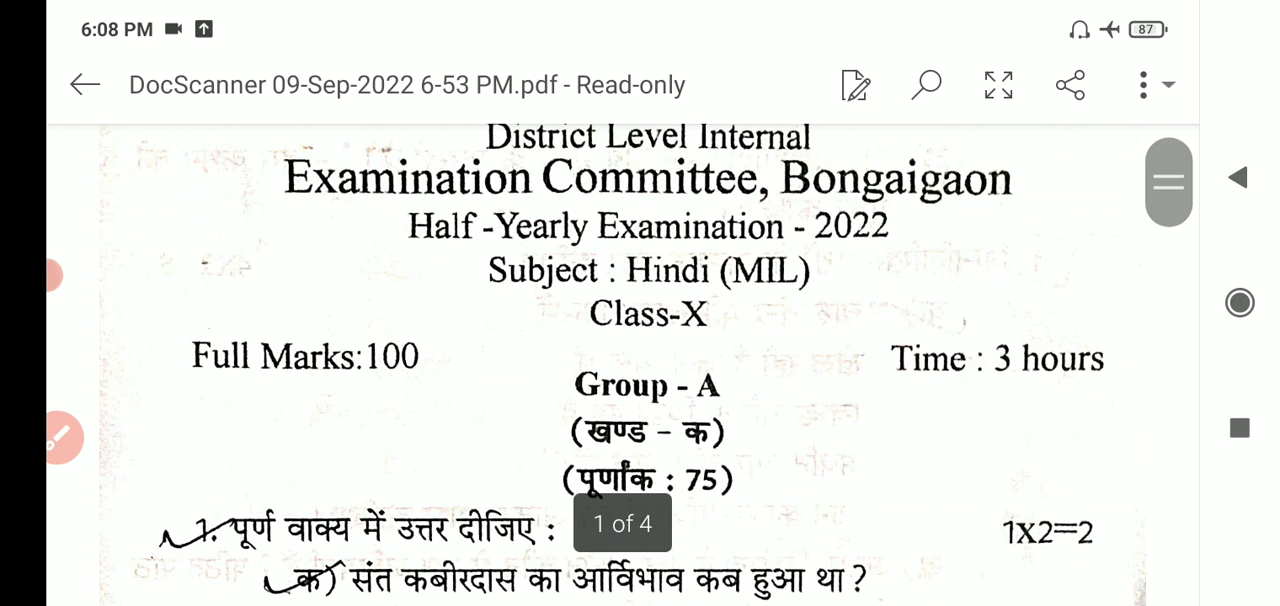 6:08 PM
87
DocScanner 09-Sep-2022 6-53 PM.pdf - Read-only
District Level Internal
Examination Committee, Bongaigaon
Half -Yearly Examination - 2022
Subject : Hindi (MIL)
Class-X
Full Marks:100 Time : 3 hours
Group - A
(खण्ड - क)
(पूर्णांक : 75)
1. पूर्ण वाक्य में उत्तर दीजिए : 1x2=2
1 of 4
क) संत कबीरदास का आर्विभाव कब हुआ था ?